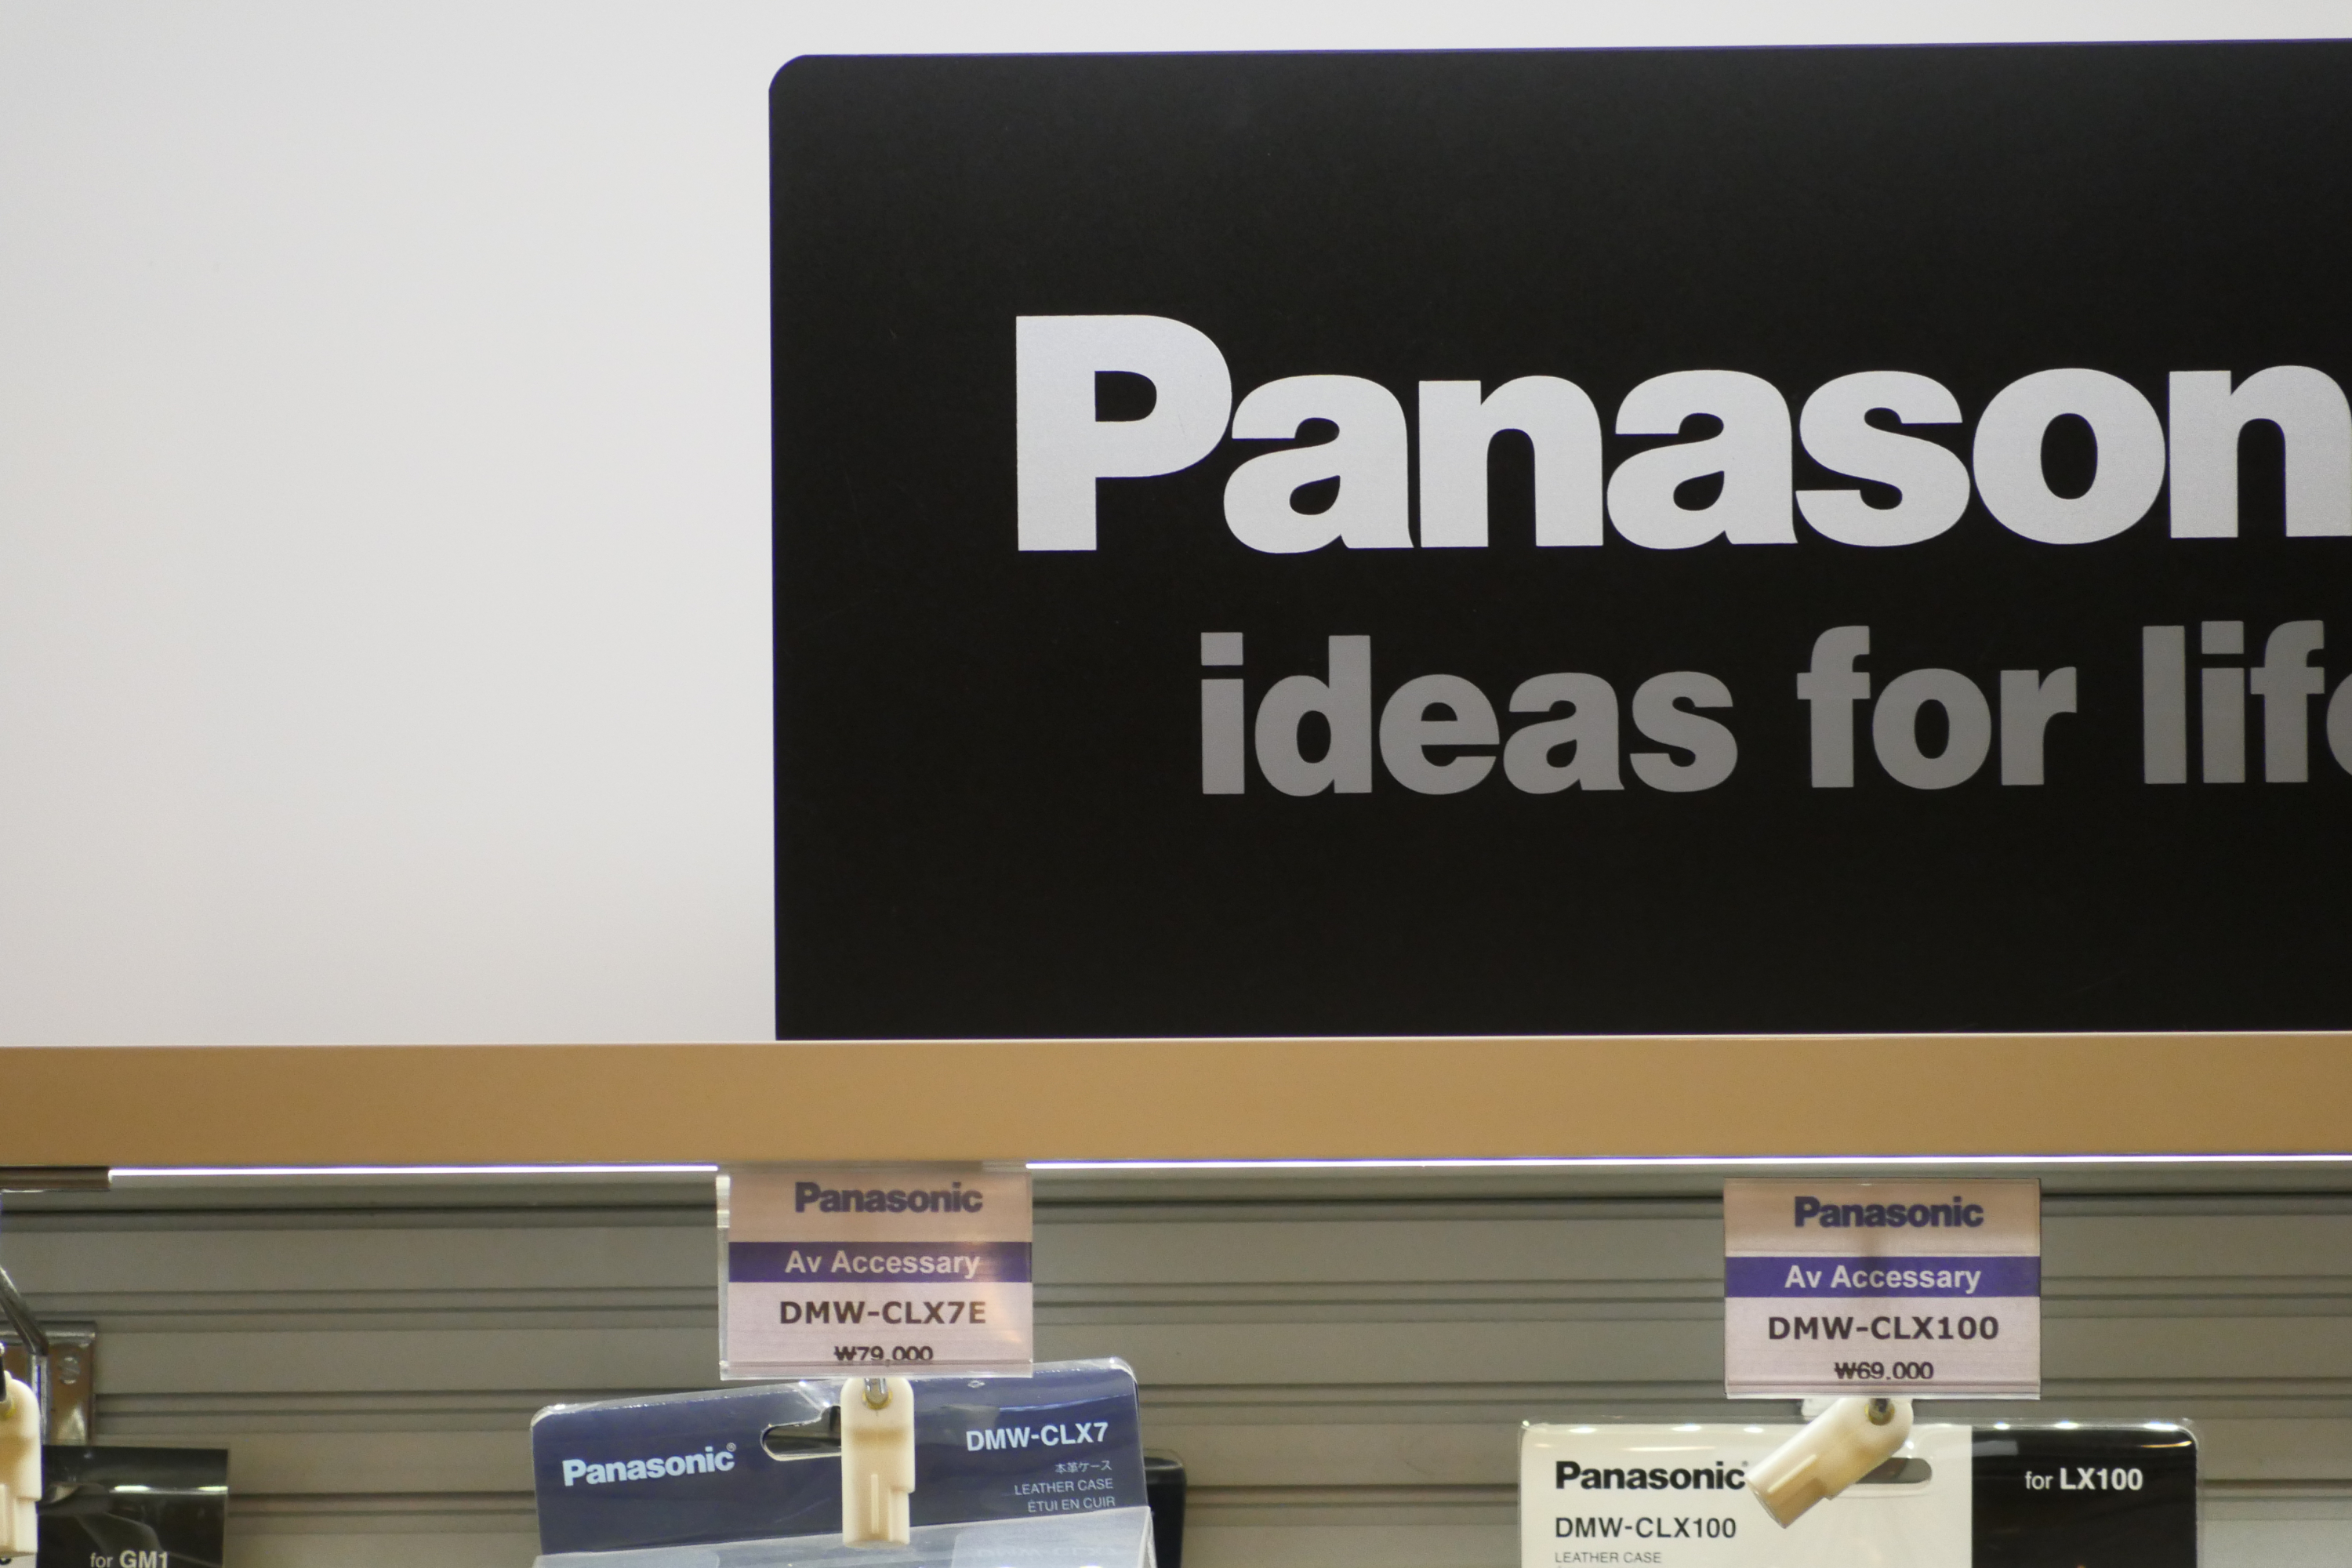 Panason
ideas for life
Panasonic
Av Accessary
DMW-CLX7E
₩79,000
Panasonic
Av Accessary
DMW-CLX100
₩69,000
Panasonic®
DMW-CLX7
本革ケース
LEATHER CASE
ÉTUI EN CUIR
Panasonic
DMW-CLX100
LEATHER CASE
for LX100
for GM1